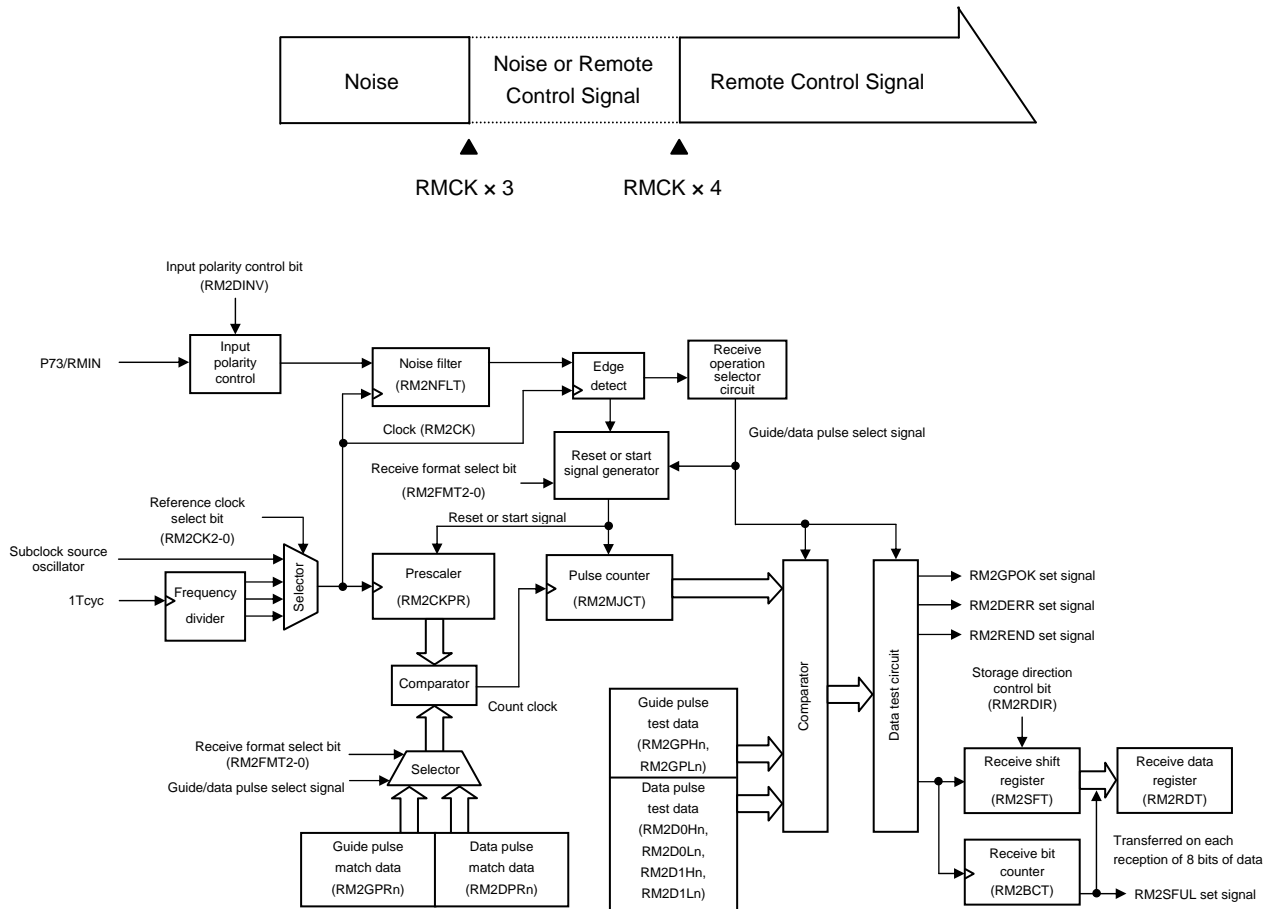 Noise
Noise or Remote
Control Signal
Remote Control Signal
RMCK × 3
RMCK × 4
Input polarity control bit
(RM2DINV)
P73/RMIN
Input
polarity
control
Noise filter
(RM2NFLT)
Edge
detect
Receive
operation
selector
circuit
Clock (RM2CK)
Guide/data pulse select signal
Receive format select bit
(RM2FMT2-0)
Reset or start
signal generator
Reference clock
select bit
(RM2CK2-0)
Reset or start signal
Subclock source
oscillator
1Tcyc
Frequency
divider
Selector
Prescaler
(RM2CKPR)
Pulse counter
(RM2MJCT)
RM2GPOK set signal
RM2DERR set signal
RM2REND set signal
Comparator
Count clock
Comparator
Data test circuit
Storage direction
control bit
(RM2RDIR)
Guide pulse
test data
(RM2GPHn,
RM2GPLn)
Receive format select bit
(RM2FMT2-0)
Guide/data pulse select signal
Selector
Data pulse
test data
(RM2D0Hn,
RM2D0Ln,
RM2D1Hn,
RM2D1Ln)
Receive shift
register
(RM2SFT)
Receive data
register
(RM2RDT)
Guide pulse
match data
(RM2GPRn)
Data pulse
match data
(RM2DPRn)
Receive bit
counter
(RM2BCT)
Transferred on each
reception of 8 bits of data
RM2SFUL set signal